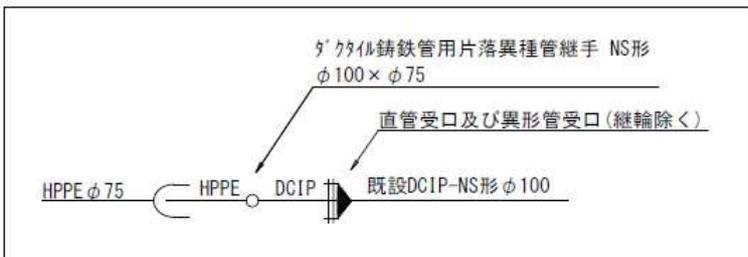 ﾀﾞｸﾀｲﾙ鋳鉄管用片落異種管継手 NS形
φ100×φ75
直管受口及び異形管受口(継輪除く)
HPPEφ75
HPPE
DCIP
既設DCIP-NS形φ100